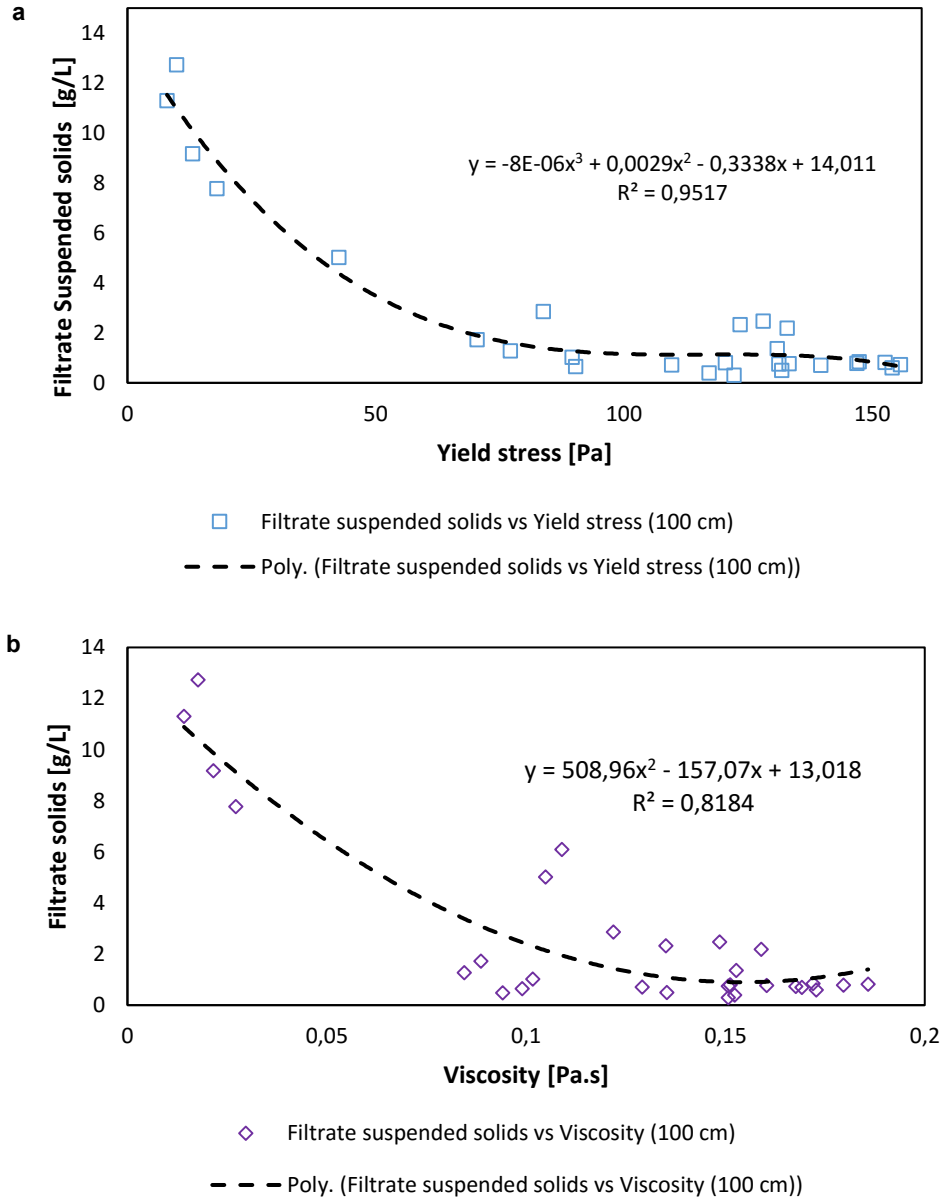 a
14
12
10
8
6
4
2
0
Filtrate Suspended solids [g/L]
y = -8E-06x³ + 0,0029x² - 0,3338x + 14,011
R² = 0,9517
0 50 100 150
Yield stress [Pa]
Filtrate suspended solids vs Yield stress (100 cm)
Poly. (Filtrate suspended solids vs Yield stress (100 cm))
b
14
12
10
8
6
4
2
0
Filtrate solids [g/L]
y = 508,96x² - 157,07x + 13,018
R² = 0,8184
0 0,05 0,1 0,15 0,2
Viscosity [Pa.s]
Filtrate suspended solids vs Viscosity (100 cm)
Poly. (Filtrate suspended solids vs Viscosity (100 cm))